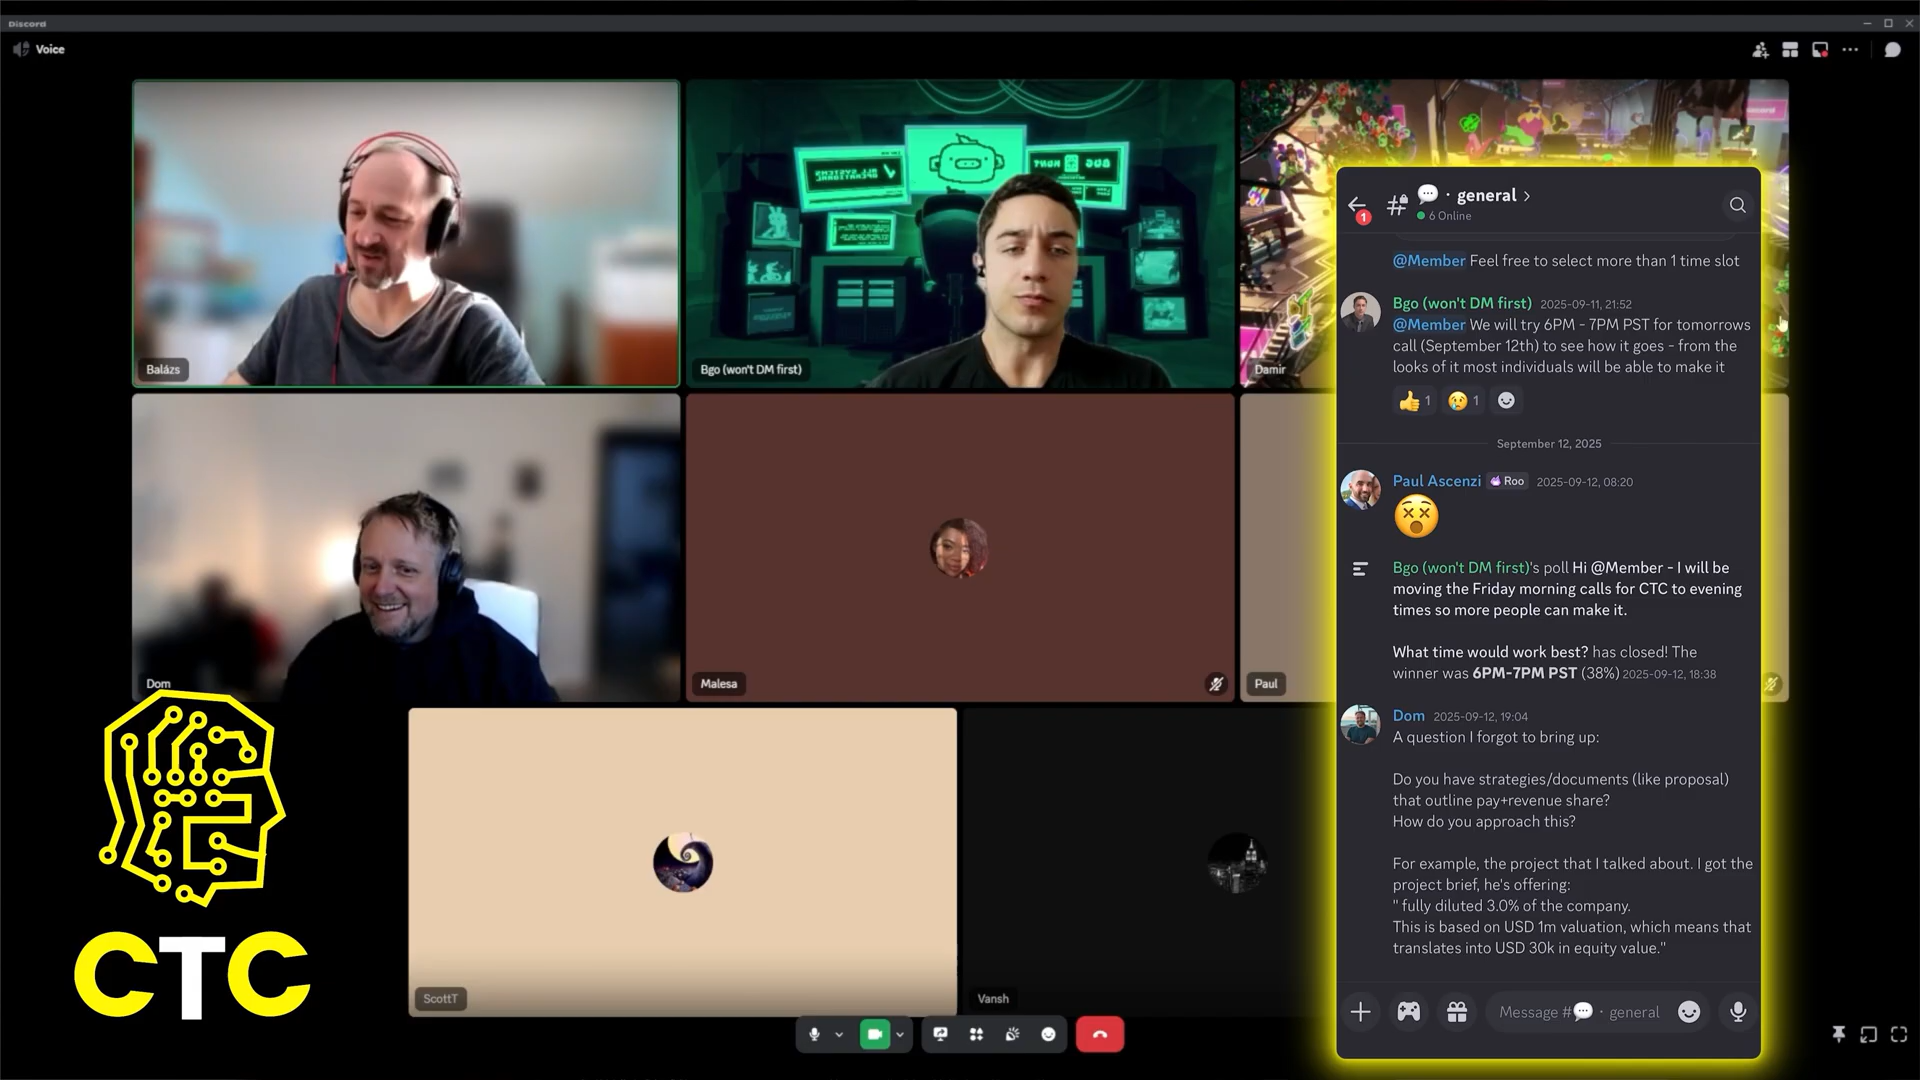 Discord
Voice
Balázs
Bgo (won't DM first)
Damir
Dom
Malesa
Paul
ScottT
Vansh
CTC
1
general
6 Online
@Member Feel free to select more than 1 time slot
Bgo (won't DM first) 2025-09-11, 21:52
@Member We will try 6PM - 7PM PST for tomorrows
call (September 12th) to see how it goes - from the
looks of it most individuals will be able to make it
1 1
September 12, 2025
Paul Ascenzi Roo 2025-09-12, 08:20
Bgo (won't DM first)'s poll Hi @Member - I will be
moving the Friday morning calls for CTC to evening
times so more people can make it.
What time would work best? has closed! The
winner was 6PM-7PM PST (38%) 2025-09-12, 18:38
Dom 2025-09-12, 19:04
A question I forgot to bring up:
Do you have strategies/documents (like proposal)
that outline pay+revenue share?
How do you approach this?
For example, the project that I talked about. I got the
project brief, he's offering:
" fully diluted 3.0% of the company.
This is based on USD 1m valuation, which means that
translates into USD 30k in equity value."
Message # · general